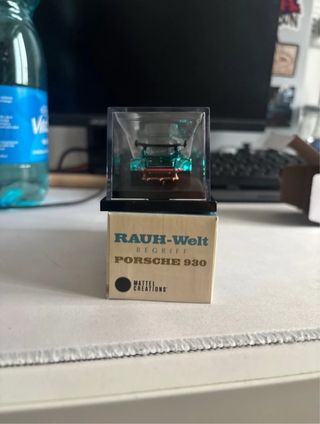 RAUH-Welt
BEGRIFF
PORSCHE 930
MATTEL
CREATIONS